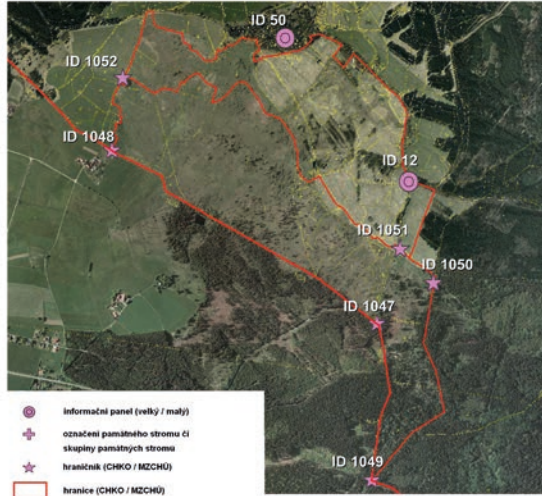 ID 50
ID 1052
ID 1048
ID 12
ID 1051
ID 1050
ID 1047
ID 1049
informační panel (velký / malý)
označení památného stromu čí
skupiny památných stromů
hraničník (CHKO / MZCHÚ)
hranice (CHKO / MZCHÚ)